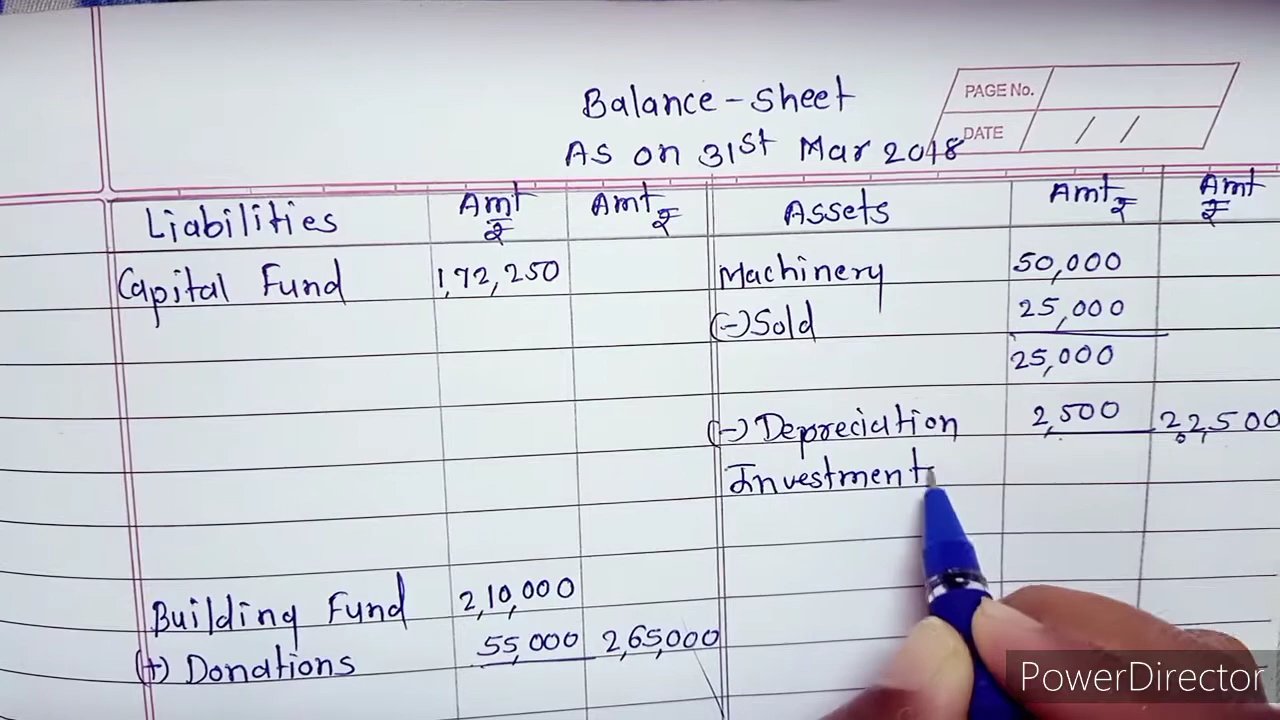 Balance-Sheet
PAGE No.
As on 31st Mar 2018
DATE / /
Liabilities Amt ₹ Amt ₹ Assets Amt ₹ Amt ₹
Capital Fund 1,72,250 Machinery 50,000
(-) Sold 25,000
25,000
(-) Depreciation 2,500 22,500
Investment
Building Fund 2,10,000
(+) Donations 55,000 2,65,000
PowerDirector